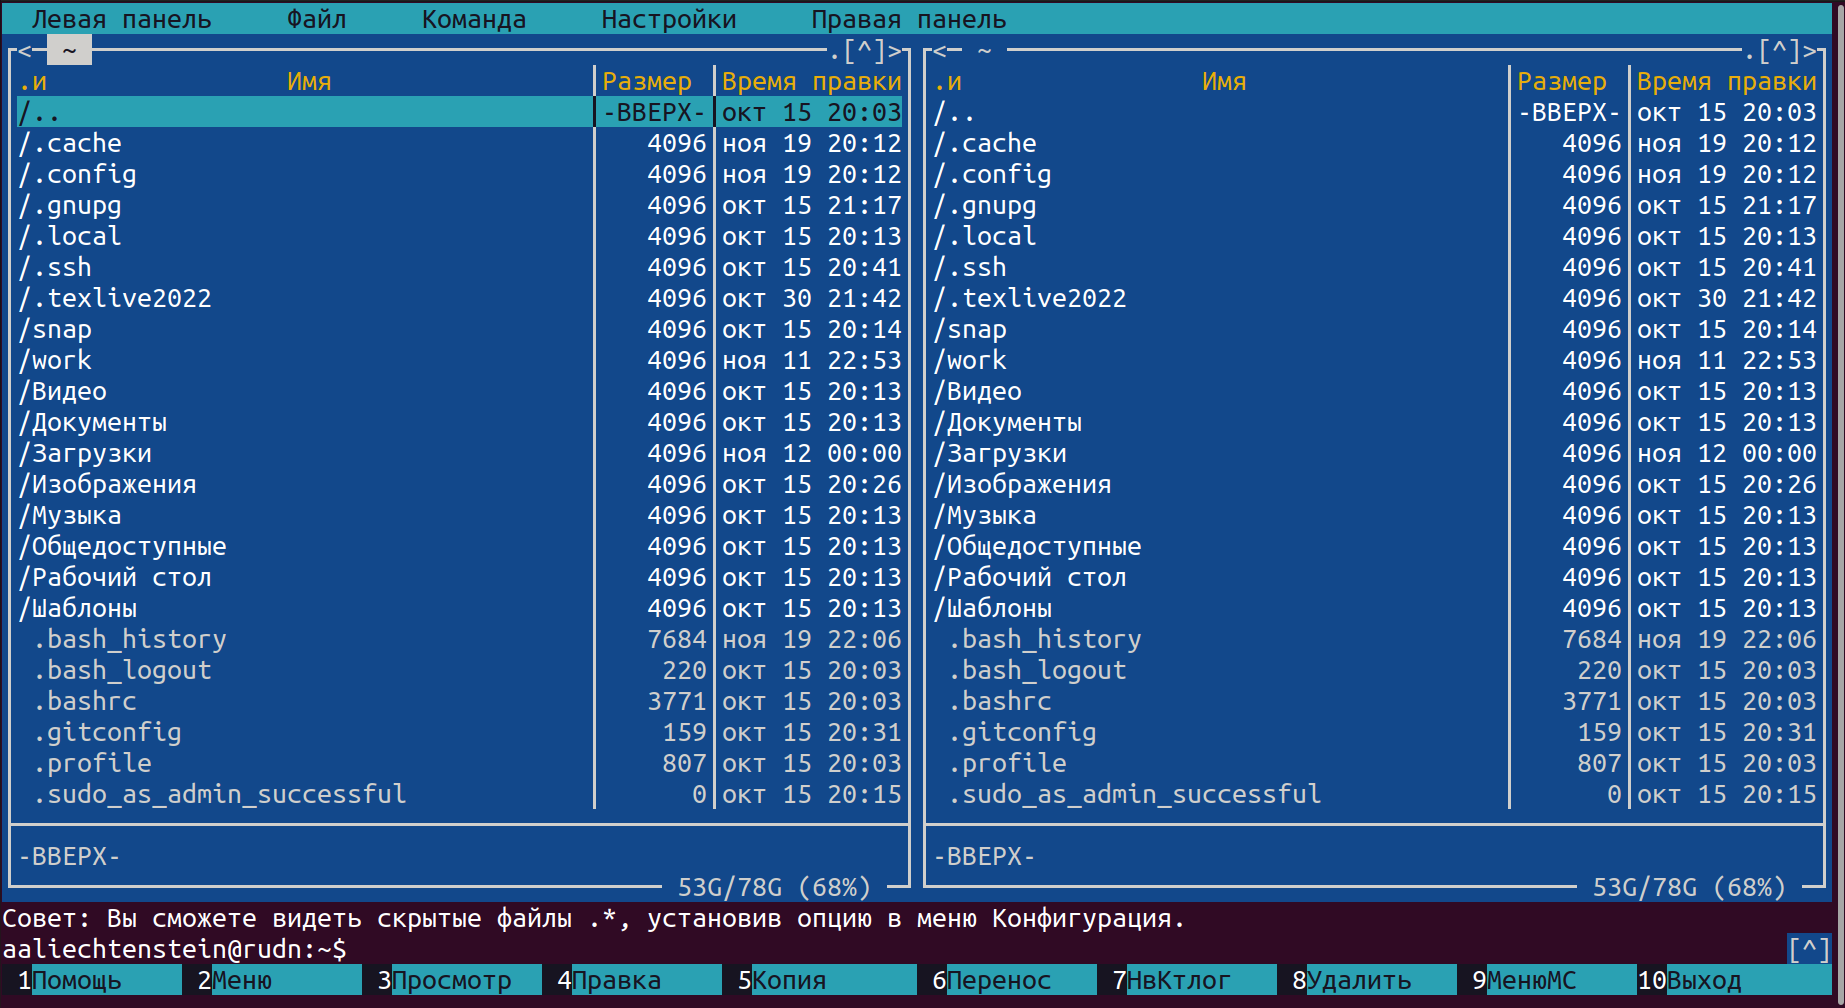 Левая панель Файл Команда Настройки Правая панель
<- ~ .[^]> <- ~ .[^]>
.и Имя Размер Время правки .и Имя Размер Время правки
/.. -ВВЕРХ- окт 15 20:03 /.. -ВВЕРХ- окт 15 20:03
/.cache 4096 ноя 19 20:12 /.cache 4096 ноя 19 20:12
/.config 4096 ноя 19 20:12 /.config 4096 ноя 19 20:12
/.gnupg 4096 окт 15 21:17 /.gnupg 4096 окт 15 21:17
/.local 4096 окт 15 20:13 /.local 4096 окт 15 20:13
/.ssh 4096 окт 15 20:41 /.ssh 4096 окт 15 20:41
/.texlive2022 4096 окт 30 21:42 /.texlive2022 4096 окт 30 21:42
/snap 4096 окт 15 20:14 /snap 4096 окт 15 20:14
/work 4096 ноя 11 22:53 /work 4096 ноя 11 22:53
/Видео 4096 окт 15 20:13 /Видео 4096 окт 15 20:13
/Документы 4096 окт 15 20:13 /Документы 4096 окт 15 20:13
/Загрузки 4096 ноя 12 00:00 /Загрузки 4096 ноя 12 00:00
/Изображения 4096 окт 15 20:26 /Изображения 4096 окт 15 20:26
/Музыка 4096 окт 15 20:13 /Музыка 4096 окт 15 20:13
/Общедоступные 4096 окт 15 20:13 /Общедоступные 4096 окт 15 20:13
/Рабочий стол 4096 окт 15 20:13 /Рабочий стол 4096 окт 15 20:13
/Шаблоны 4096 окт 15 20:13 /Шаблоны 4096 окт 15 20:13
.bash_history 7684 ноя 19 22:06 .bash_history 7684 ноя 19 22:06
.bash_logout 220 окт 15 20:03 .bash_logout 220 окт 15 20:03
.bashrc 3771 окт 15 20:03 .bashrc 3771 окт 15 20:03
.gitconfig 159 окт 15 20:31 .gitconfig 159 окт 15 20:31
.profile 807 окт 15 20:03 .profile 807 окт 15 20:03
.sudo_as_admin_successful 0 окт 15 20:15 .sudo_as_admin_successful 0 окт 15 20:15
-ВВЕРХ- -ВВЕРХ-
53G/78G (68%) 53G/78G (68%)
Совет: Вы сможете видеть скрытые файлы .*, установив опцию в меню Конфигурация.
aaliechtenstein@rudn:~$ [^]
1Помощь 2Меню 3Просмотр 4Правка 5Копия 6Перенос 7НвКтлог 8Удалить 9МенюМС 10Выход